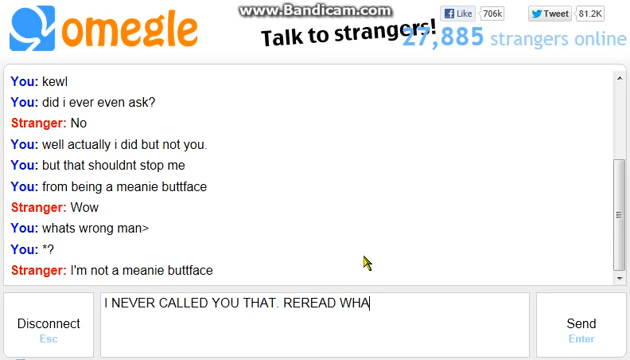 www.Bandicam.com
omegle
Talk to strangers!
Like 706k
Tweet 81.2K
27,885 strangers online
You: kewl
You: did i ever even ask?
Stranger: No
You: well actually i did but not you.
You: but that shouldnt stop me
You: from being a meanie buttface
Stranger: Wow
You: whats wrong man>
You: *?
Stranger: I'm not a meanie buttface
Disconnect
Esc
I NEVER CALLED YOU THAT. REREAD WHA
Send
Enter